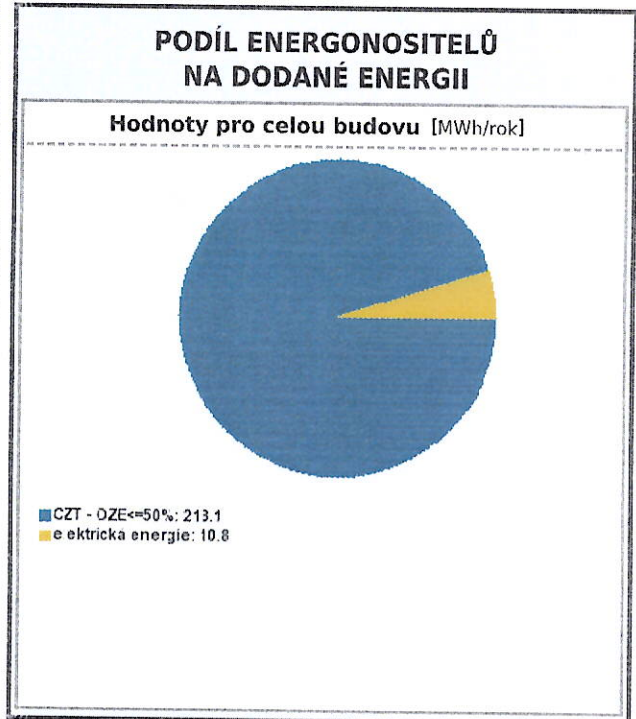 PODÍL ENERGONOSITELŮ
NA DODANÉ ENERGII
Hodnoty pro celou budovu [MWh/rok]
CZT - OZE<=50%: 213.1
e ektrická energie: 10.8